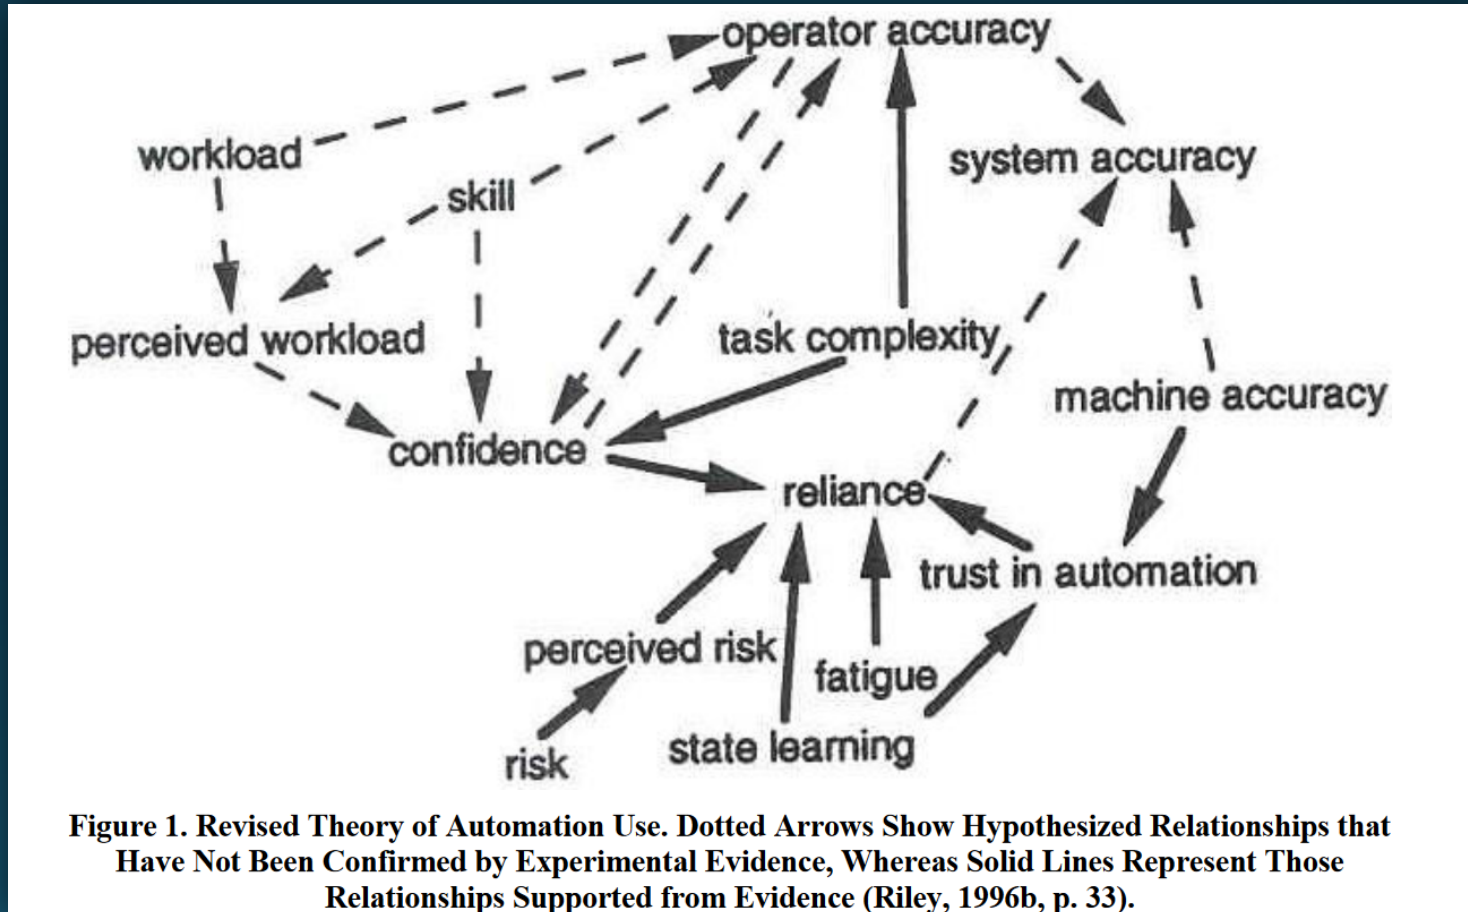 operator accuracy
workload
system accuracy
skill
perceived workload
task complexity
machine accuracy
confidence
reliance
trust in automation
perceived risk
fatigue
state learning
risk
Figure 1. Revised Theory of Automation Use. Dotted Arrows Show Hypothesized Relationships that
Have Not Been Confirmed by Experimental Evidence, Whereas Solid Lines Represent Those
Relationships Supported from Evidence (Riley, 1996b, p. 33).